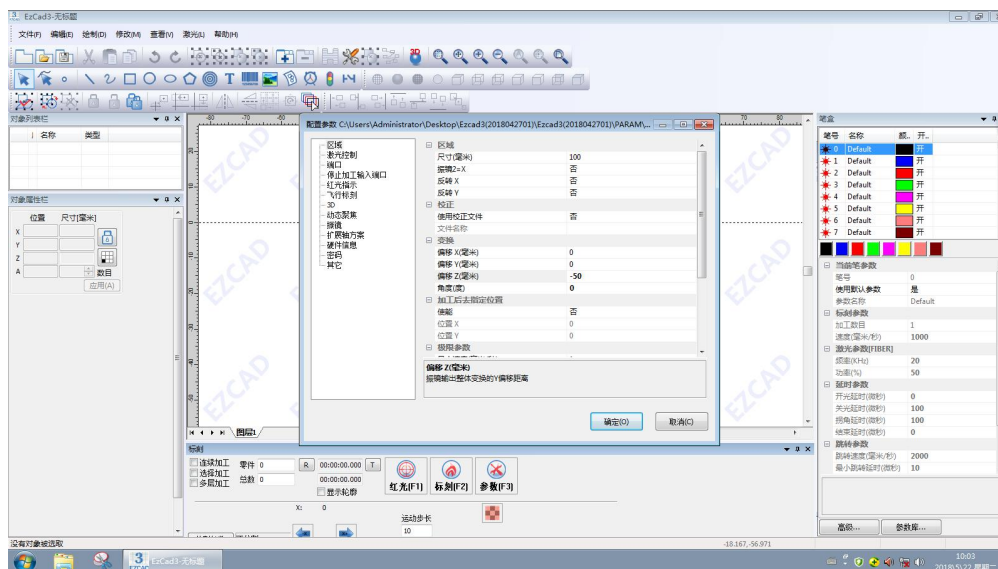 EzCad3-无标题
文件(F) 编辑(E) 绘制(D) 修改(M) 查看(V) 激光(L) 帮助(H)
对象列表栏
名称 类型
对象属性栏
位置 尺寸[毫米]
X
Y
Z
A 数目
应用(A)
-80 -70 -60
70 80
配置参数 C:\Users\Administrator\Desktop\Ezcad3(2018042701)\Ezcad3(2018042701)\PARAM\...
区域
激光控制
端口
停止加工输入端口
红光指示
飞行标刻
3D
动态聚焦
振镜
扩展轴方案
硬件信息
密码
其它
区域
尺寸(毫米) 100
振镜2=X 否
反转 X 否
反转 Y 否
校正
使用校正文件 否
文件名称
变换
偏移 X(毫米) 0
偏移 Y(毫米) 0
偏移 Z(毫米) -50
角度(度) 0
加工后去指定位置
使能 否
位置 X 0
位置 Y 0
极限参数
偏移 Z(毫米)
振镜输出整体变换的Y偏移距离
确定(O) 取消(C)
EZCAD
图层1
标刻
连续加工 零件 0 R 00:00:00.000 T
选择加工 总数 0 00:00:00.000
多层加工 显示轮廓
红光[F1] 标刻[F2] 参数[F3]
X: 0
运动步长
10
笔盒
笔号 名称 颜.. 开..
0 Default 开
1 Default 开
2 Default 开
3 Default 开
4 Default 开
5 Default 开
6 Default 开
7 Default 开
当前笔参数
笔号 0
使用默认参数 是
参数名称 Default
标刻参数
加工数目 1
速度(毫米/秒) 1000
激光参数[FIBER]
频率(KHz) 20
功率(%) 50
延时参数
开光延时(微秒) 0
关光延时(微秒) 100
拐角延时(微秒) 100
结束延时(微秒) 0
跳转参数
跳转速度(毫米/秒) 2000
最小跳转延时(微秒) 10
高级... 参数库...
没有对象被选取
-18.167,-56.971
EzCad3-无标题
10:03
2018\5\22 星期一